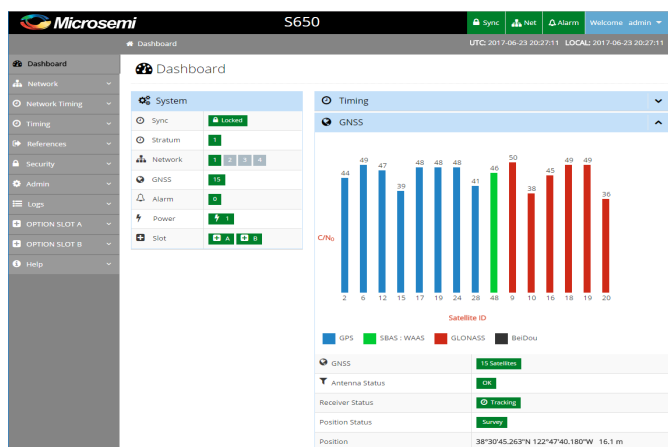 Microsemi
S650
Sync
Net
Alarm
Welcome admin
Dashboard
UTC: 2017-06-23 20:27:11 LOCAL: 2017-06-23 20:27:11
Dashboard
Network
Network Timing
Timing
References
Security
Admin
Logs
OPTION SLOT A
OPTION SLOT B
Help
Dashboard
System
Sync Locked
Stratum 1
Network 1 2 3 4
GNSS 15
Alarm 0
Power 1
Slot A B
Timing
GNSS
44 49 47 39 48 48 48 41 46 50 38 45 49 49 36
C/N₀
2 6 12 15 17 19 24 28 48 9 10 16 18 19 20
Satellite ID
GPS SBAS : WAAS GLONASS BeiDou
GNSS 15 Satellites
Antenna Status OK
Receiver Status Tracking
Position Status Survey
Position 38°30'45.263"N 122°47'40.180"W 16.1 m